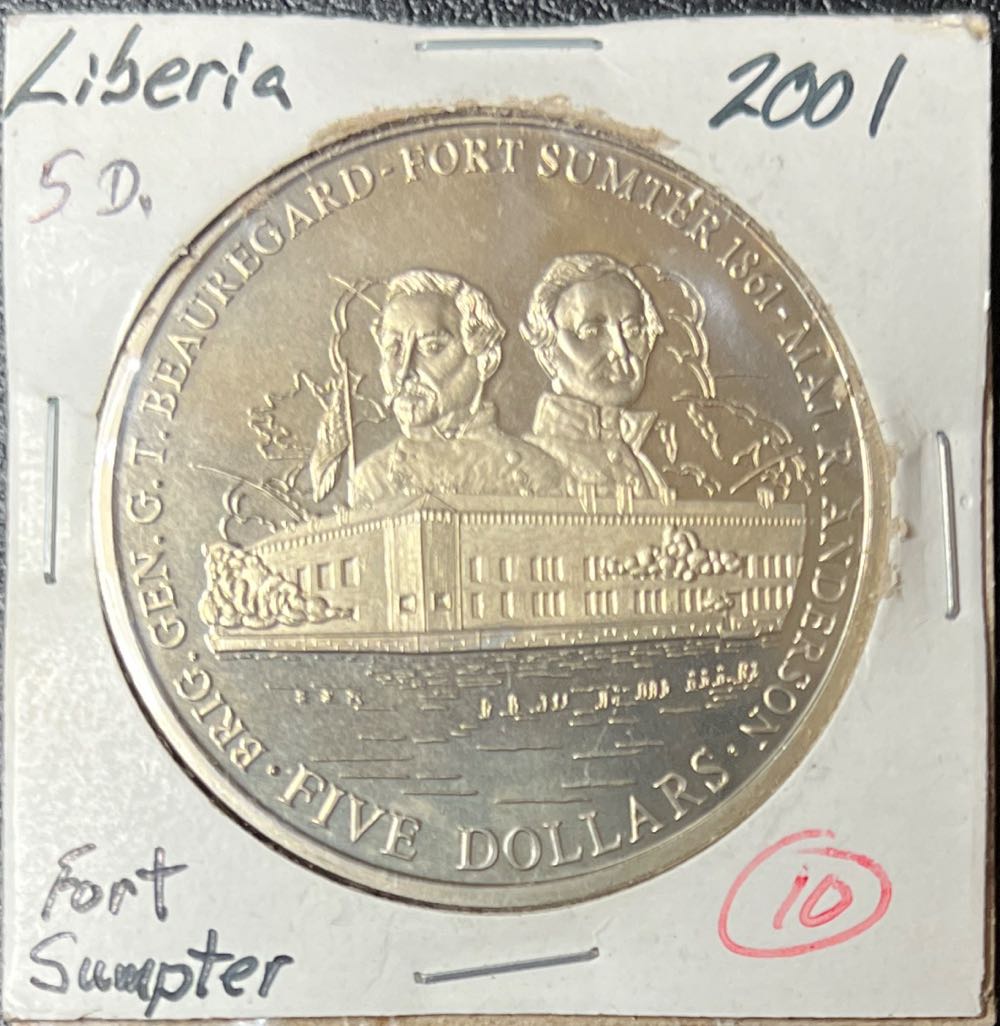 Liberia
2001
5 D.
BRIG. GEN. G. T. BEAUREGARD - FORT SUMTER 1861 - MAJ. R. ANDERSON
· FIVE DOLLARS ·
Fort
Sumpter
10